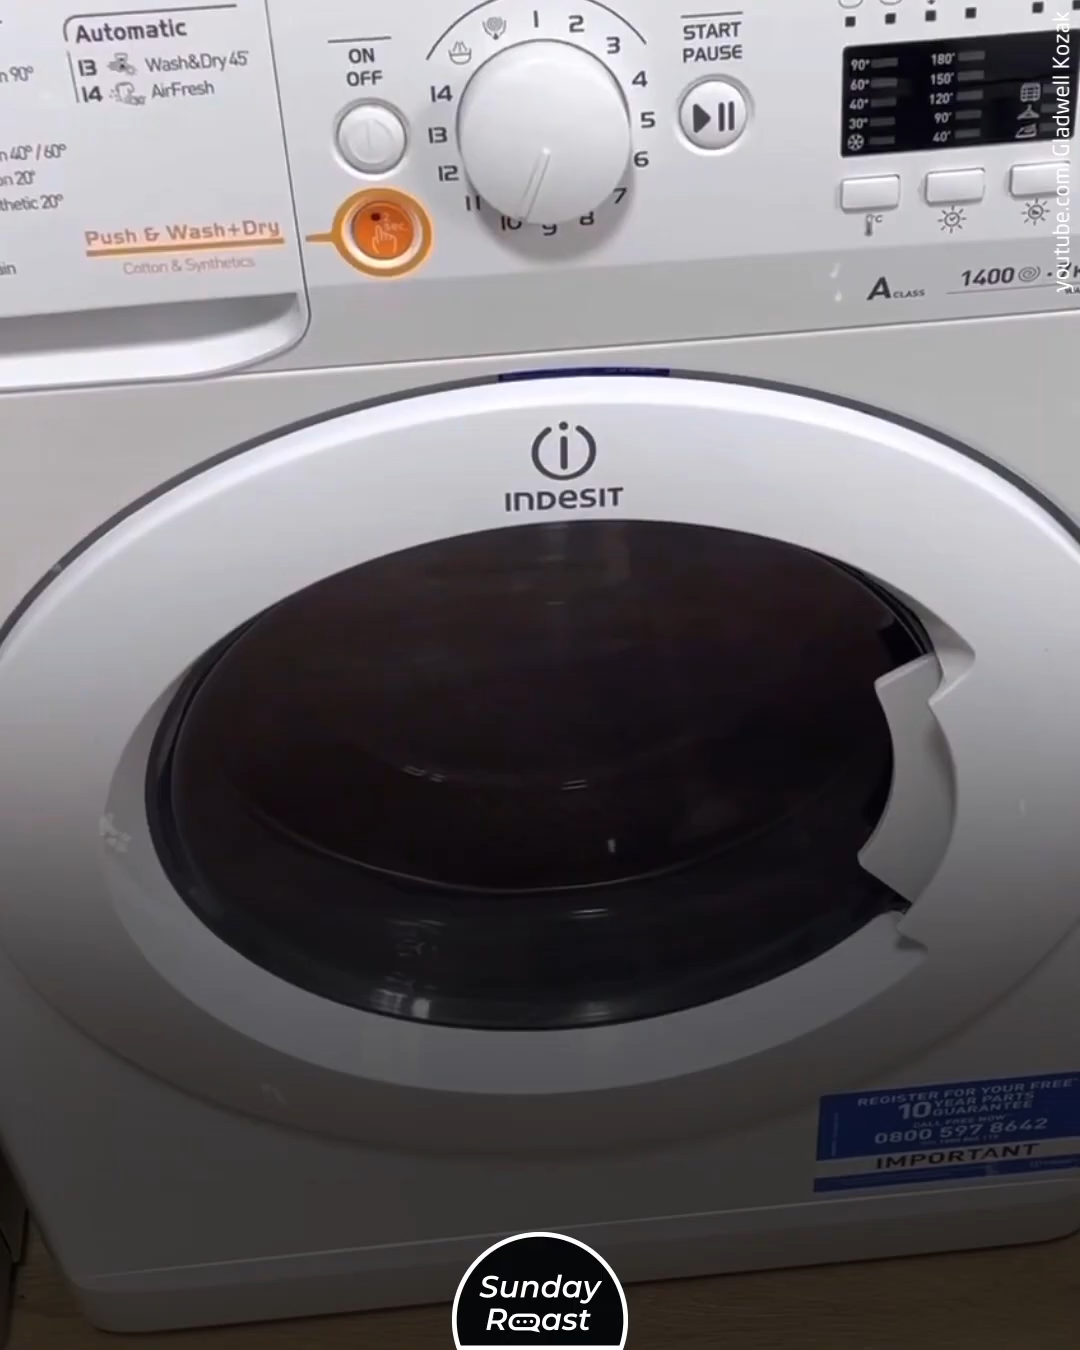 Automatic
13 Wash&Dry 45'
14 AirFresh
n 90°
n 40° / 60°
on 20°
thetic 20°
Push & Wash+Dry
Cotton & Synthetics
ON
OFF
2 sec.
1
2
3
4
5
6
7
8
9
10
11
12
13
14
START
PAUSE
90°
60°
40°
30°
180'
150'
120'
90'
40'
°C
A CLASS
1400
INDESIT
REGISTER FOR YOUR FREE
10 YEAR PARTS
GUARANTEE
CALL FREE NOW
0800 597 8642
IMPORTANT
youtube.com/Gladwell Kozak
Sunday
Roast